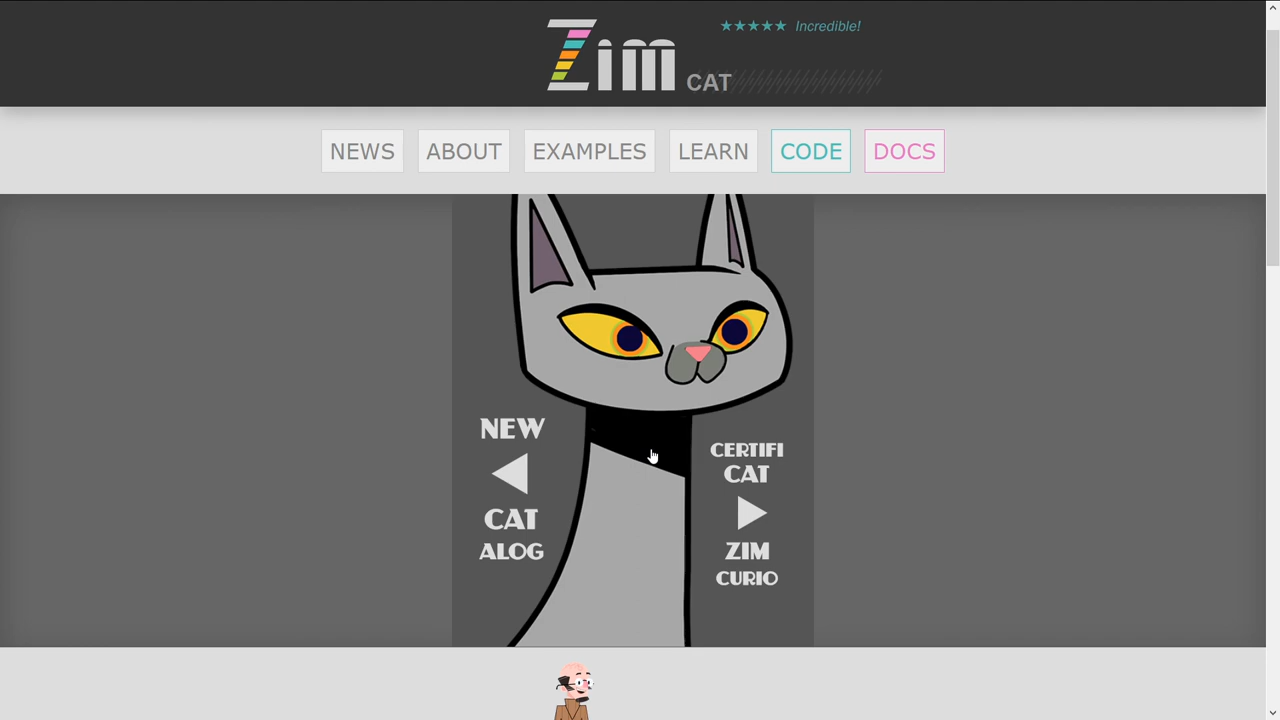 ★★★★★ Incredible!
Zim
CAT
NEWS ABOUT EXAMPLES LEARN CODE DOCS
NEW
CAT
ALOG
CERTIFI
CAT
ZIM
CURIO